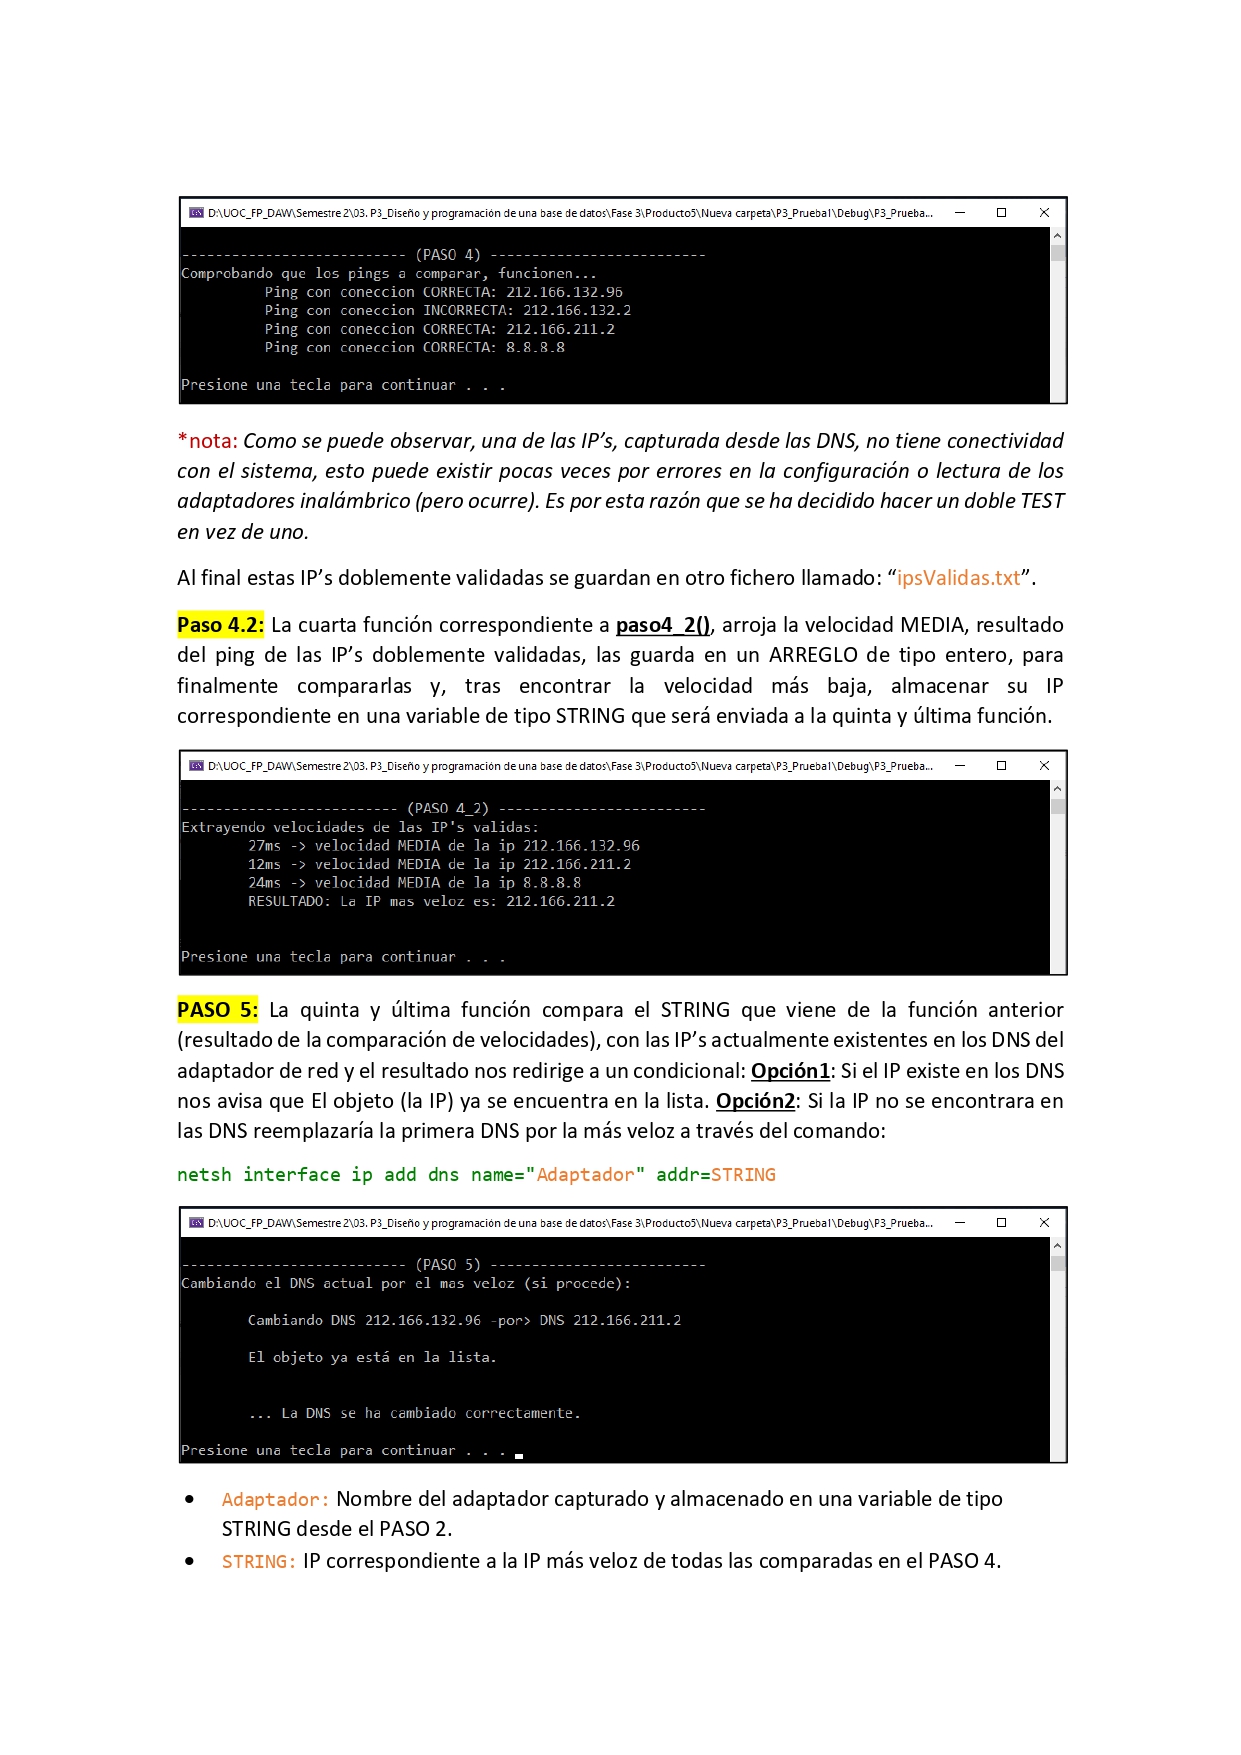 D:\UOC_FP_DAW\Semestre 2\03. P3_Diseño y programación de una base de datos\Fase 3\Producto5\Nueva carpeta\P3_Prueba1\Debug\P3_Prueba...
--------------------------- (PASO 4) --------------------------
Comprobando que los pings a comparar, funcionen...
Ping con coneccion CORRECTA: 212.166.132.96
Ping con coneccion INCORRECTA: 212.166.132.2
Ping con coneccion CORRECTA: 212.166.211.2
Ping con coneccion CORRECTA: 8.8.8.8
Presione una tecla para continuar . . .
*nota: Como se puede observar, una de las IP’s, capturada desde las DNS, no tiene conectividad
con el sistema, esto puede existir pocas veces por errores en la configuración o lectura de los
adaptadores inalámbrico (pero ocurre). Es por esta razón que se ha decidido hacer un doble TEST
en vez de uno.
Al final estas IP’s doblemente validadas se guardan en otro fichero llamado: “ipsValidas.txt”.
Paso 4.2: La cuarta función correspondiente a paso4_2(), arroja la velocidad MEDIA, resultado
del ping de las IP’s doblemente validadas, las guarda en un ARREGLO de tipo entero, para
finalmente compararlas y, tras encontrar la velocidad más baja, almacenar su IP
correspondiente en una variable de tipo STRING que será enviada a la quinta y última función.
D:\UOC_FP_DAW\Semestre 2\03. P3_Diseño y programación de una base de datos\Fase 3\Producto5\Nueva carpeta\P3_Prueba1\Debug\P3_Prueba...
-------------------------- (PASO 4_2) -------------------------
Extrayendo velocidades de las IP's validas:
27ms -> velocidad MEDIA de la ip 212.166.132.96
12ms -> velocidad MEDIA de la ip 212.166.211.2
24ms -> velocidad MEDIA de la ip 8.8.8.8
RESULTADO: La IP mas veloz es: 212.166.211.2
Presione una tecla para continuar . . .
PASO 5: La quinta y última función compara el STRING que viene de la función anterior
(resultado de la comparación de velocidades), con las IP’s actualmente existentes en los DNS del
adaptador de red y el resultado nos redirige a un condicional: Opción1: Si el IP existe en los DNS
nos avisa que El objeto (la IP) ya se encuentra en la lista. Opción2: Si la IP no se encontrara en
las DNS reemplazaría la primera DNS por la más veloz a través del comando:
netsh interface ip add dns name="Adaptador" addr=STRING
D:\UOC_FP_DAW\Semestre 2\03. P3_Diseño y programación de una base de datos\Fase 3\Producto5\Nueva carpeta\P3_Prueba1\Debug\P3_Prueba...
--------------------------- (PASO 5) --------------------------
Cambiando el DNS actual por el mas veloz (si procede):
Cambiando DNS 212.166.132.96 -por> DNS 212.166.211.2
El objeto ya está en la lista.
... La DNS se ha cambiado correctamente.
Presione una tecla para continuar . . .
• Adaptador: Nombre del adaptador capturado y almacenado en una variable de tipo
STRING desde el PASO 2.
• STRING: IP correspondiente a la IP más veloz de todas las comparadas en el PASO 4.